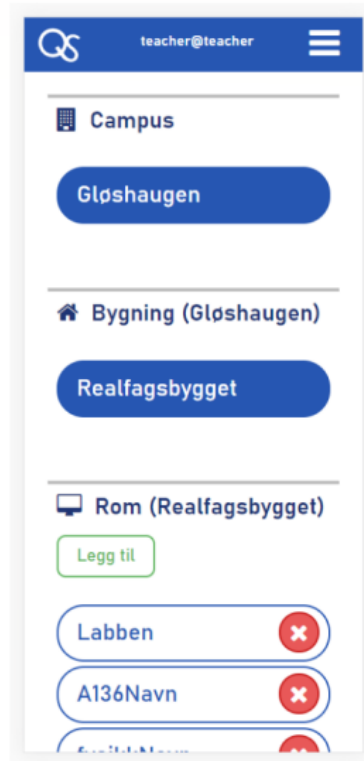 QS
teacher@teacher
Campus
Gløshaugen
Bygning (Gløshaugen)
Realfagsbygget
Rom (Realfagsbygget)
Legg til
Labben
A136Navn